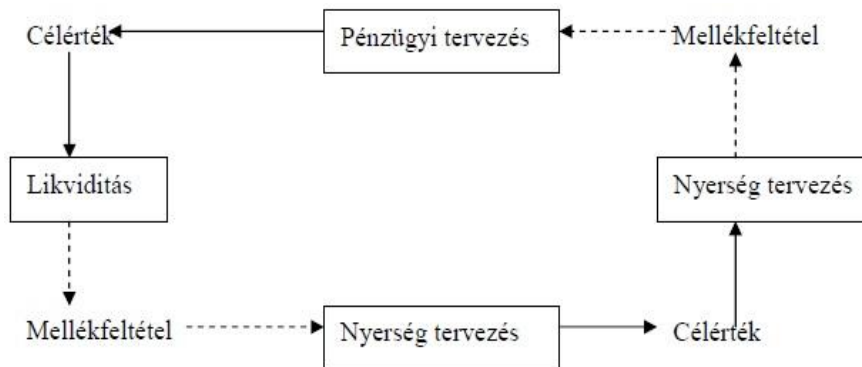 Célérték
Pénzügyi tervezés
Mellékfeltétel
Likviditás
Nyerség tervezés
Mellékfeltétel
Nyerség tervezés
Célérték